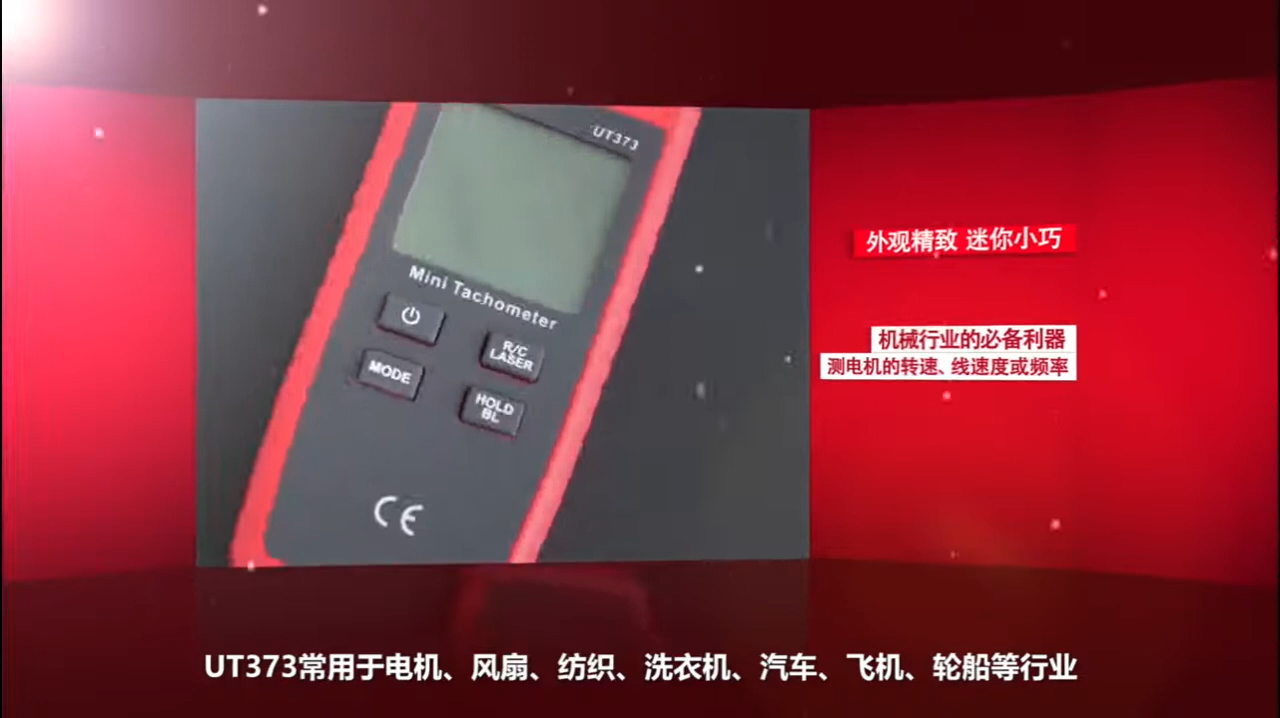 UT373
Mini Tachometer
R/C
LASER
MODE
HOLD
BL
CE
外观精致 迷你小巧
机械行业的必备利器
测电机的转速、线速度或频率
UT373常用于电机、风扇、纺织、洗衣机、汽车、飞机、轮船等行业